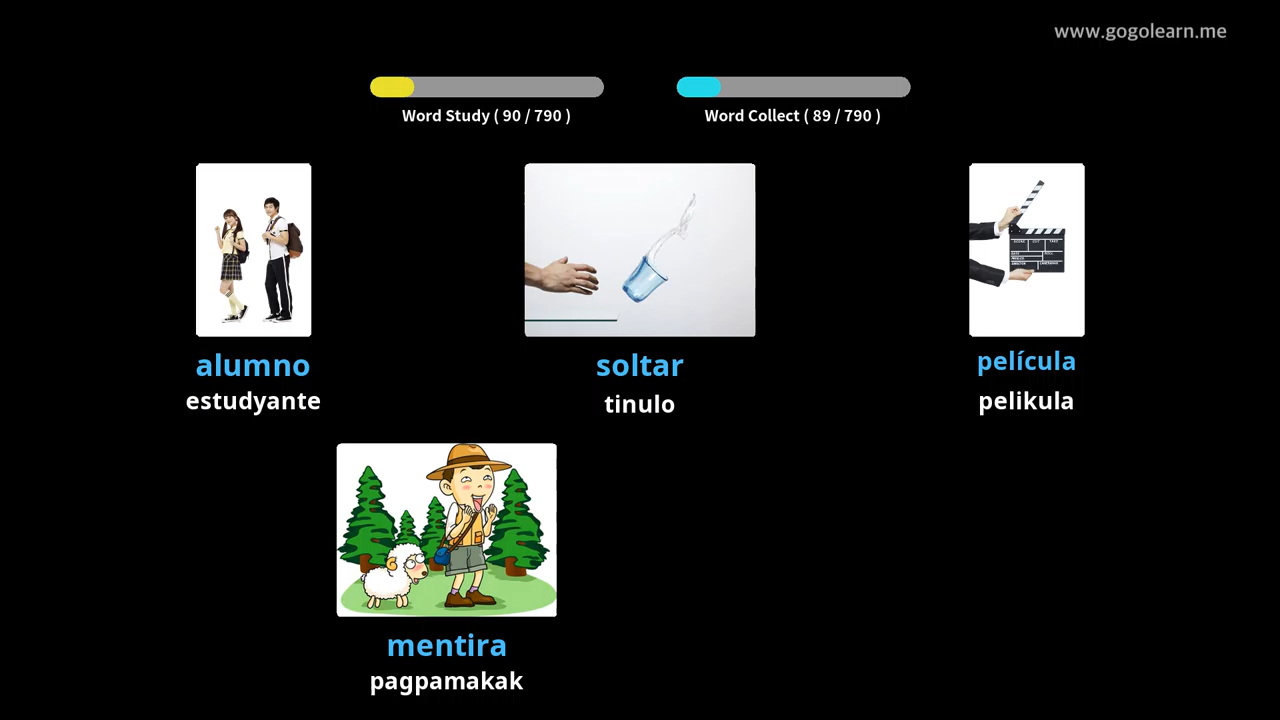 www.gogolearn.me
Word Study ( 90 / 790 )
Word Collect ( 89 / 790 )
alumno
estudyante
soltar
tinulo
película
pelikula
mentira
pagpamakak